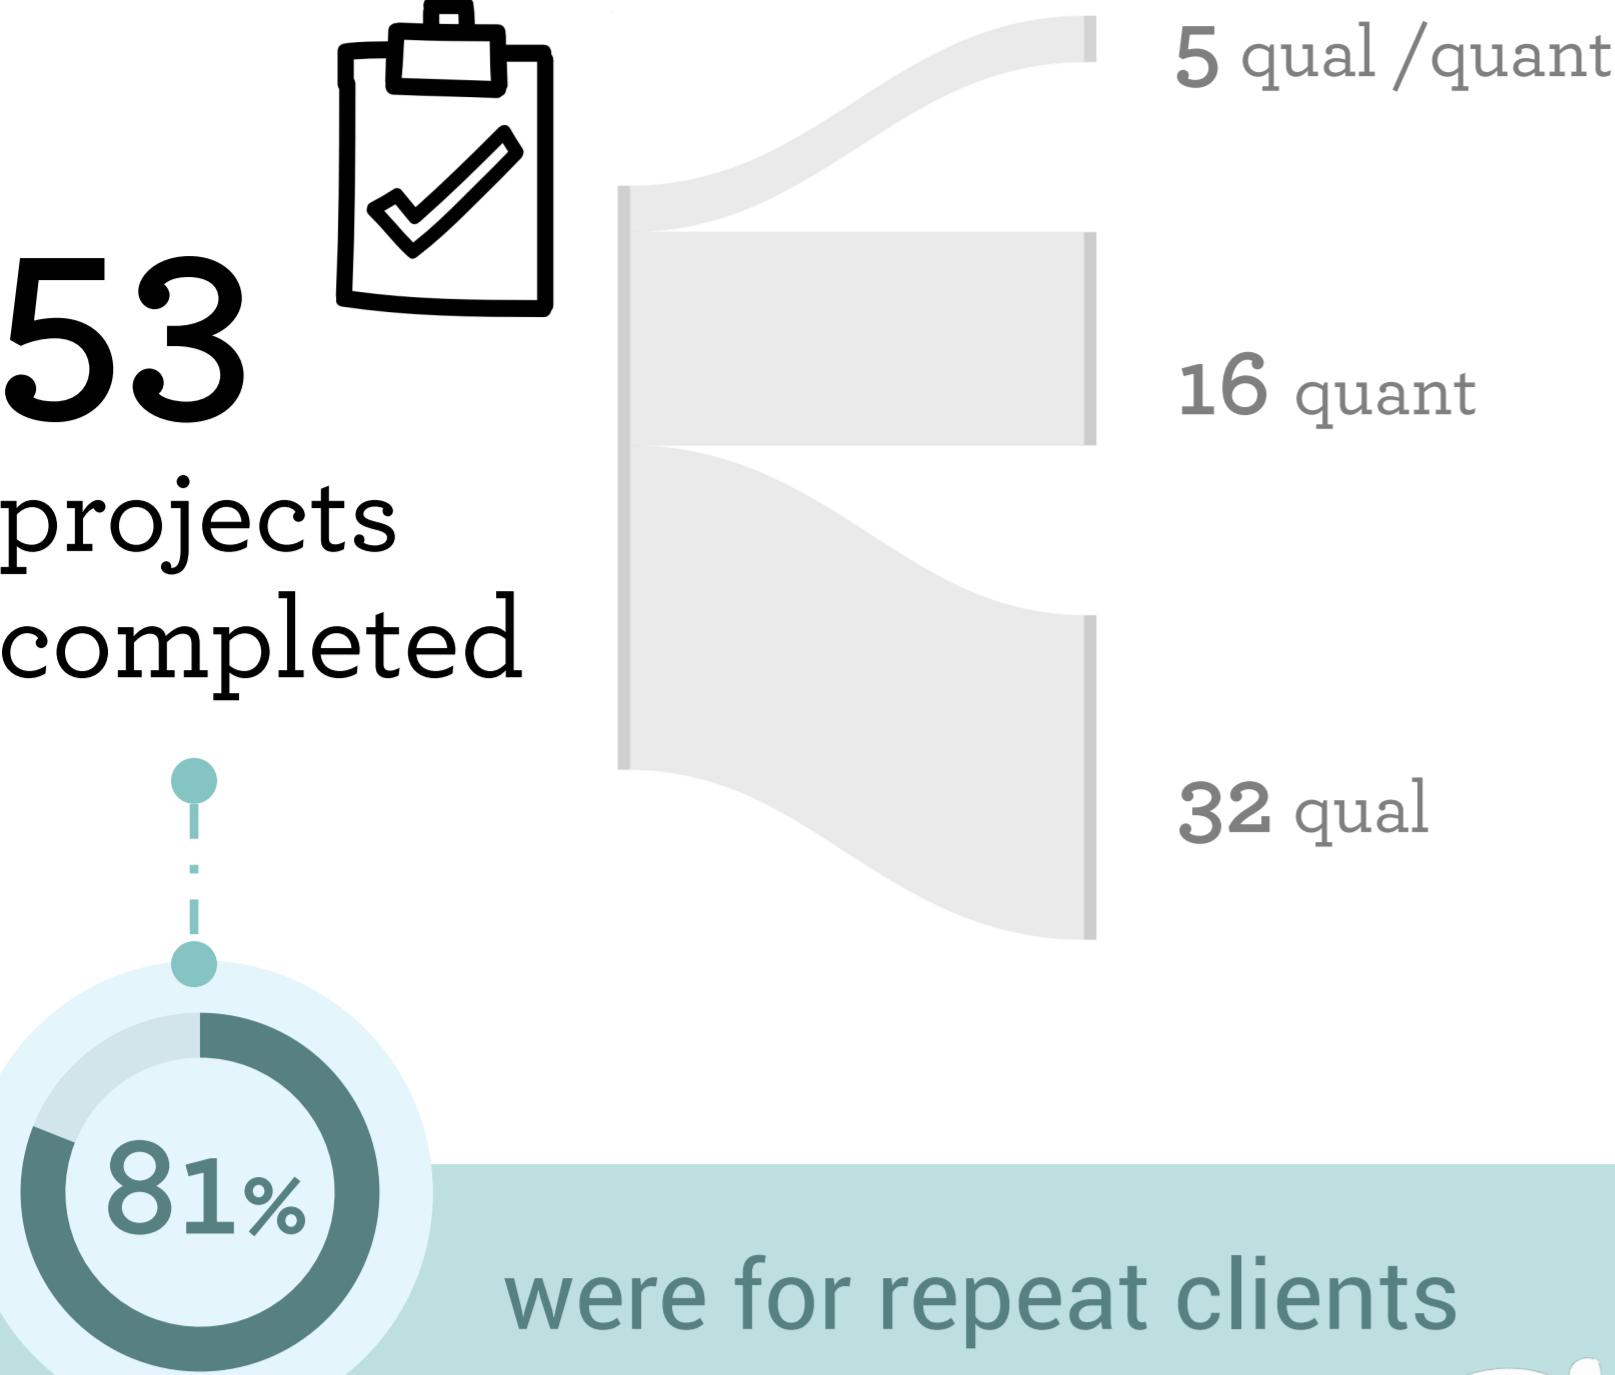 53
projects
completed
5 qual /quant
16 quant
32 qual
81%
were for repeat clients